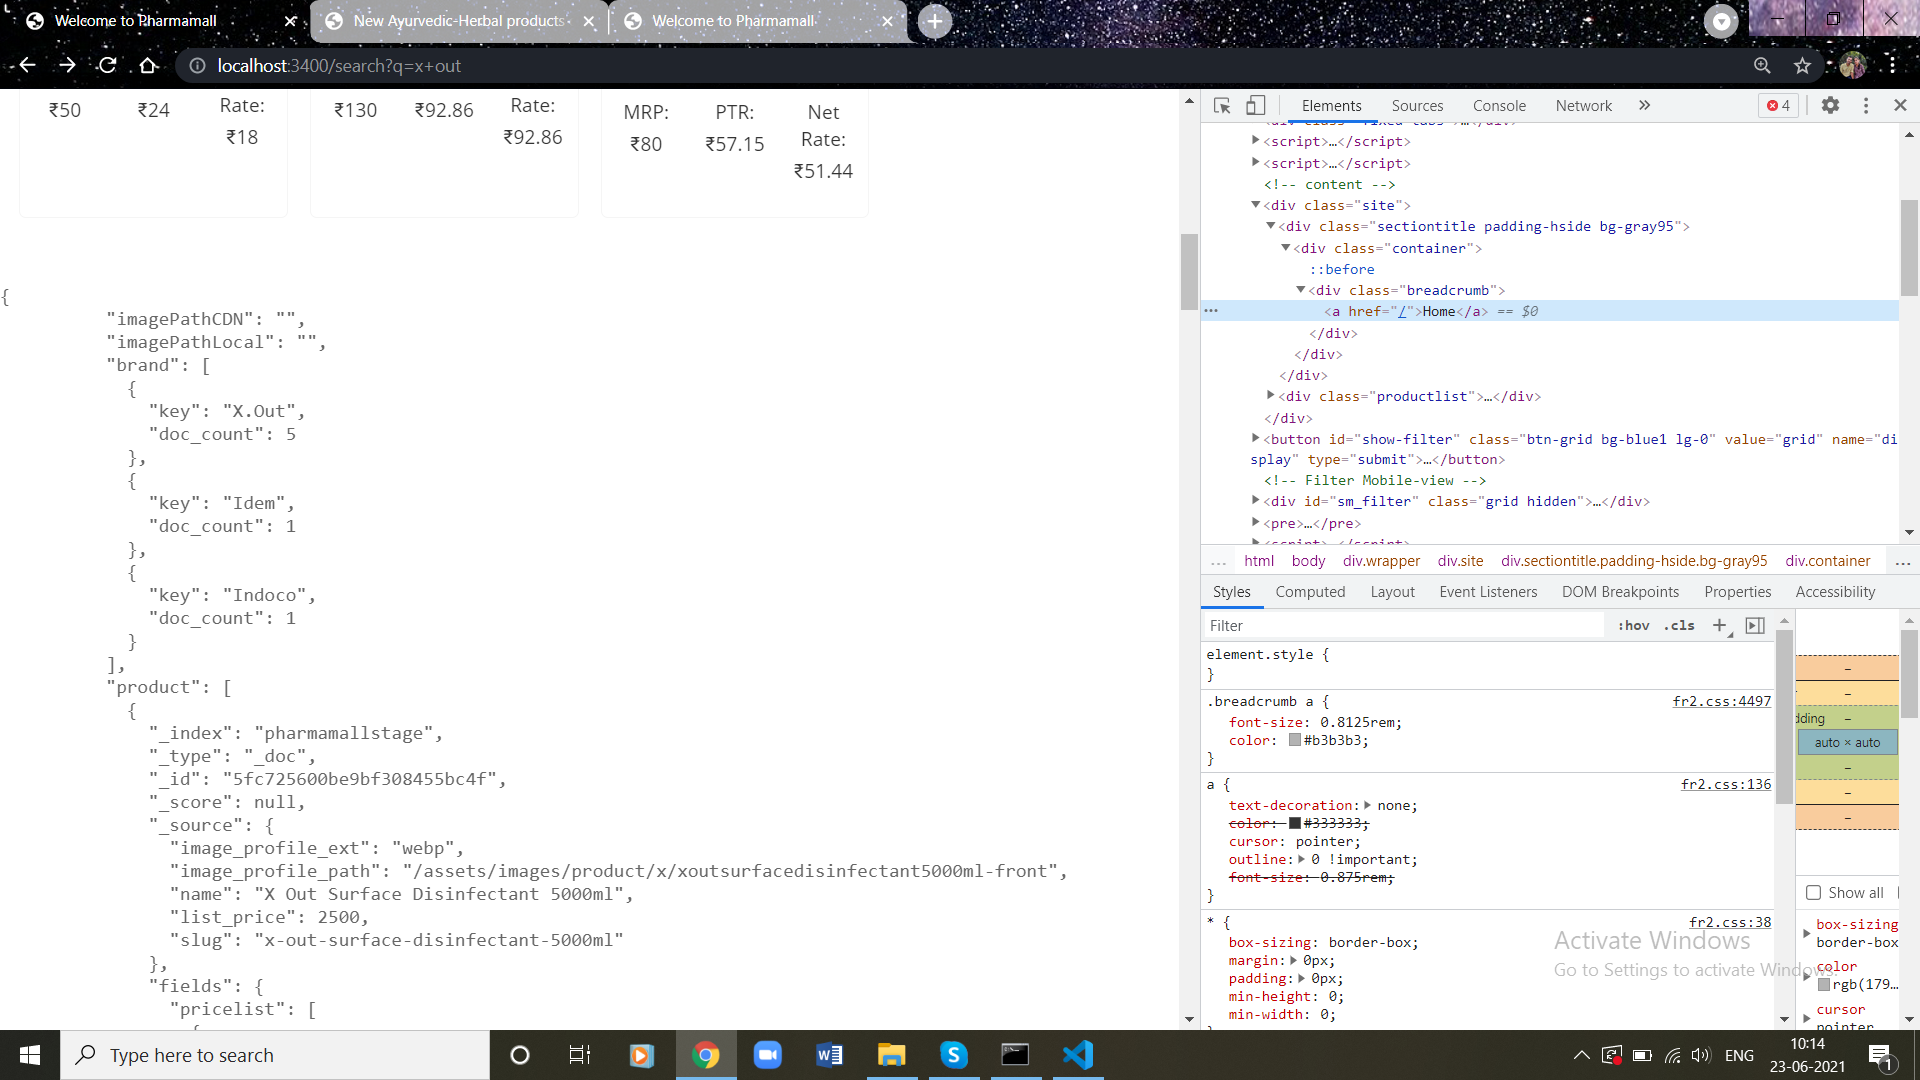 Welcome to Pharmamall
New Ayurvedic-Herbal products
Welcome to Pharmamall
localhost:3400/search?q=x+out
₹50 ₹24 Rate: ₹18
₹130 ₹92.86 Rate: ₹92.86
MRP: ₹80 PTR: ₹57.15 Net Rate: ₹51.44
{
"imagePathCDN": "",
"imagePathLocal": "",
"brand": [
{
"key": "X.Out",
"doc_count": 5
},
{
"key": "Idem",
"doc_count": 1
},
{
"key": "Indoco",
"doc_count": 1
}
],
"product": [
{
"_index": "pharmamallstage",
"_type": "_doc",
"_id": "5fc725600be9bf308455bc4f",
"_score": null,
"_source": {
"image_profile_ext": "webp",
"image_profile_path": "/assets/images/product/x/xoutsurfacedisinfectant5000ml-front",
"name": "X Out Surface Disinfectant 5000ml",
"list_price": 2500,
"slug": "x-out-surface-disinfectant-5000ml"
},
"fields": {
"pricelist": [
Elements Sources Console Network » 4
<script>…</script>
<script>…</script>
<!-- content -->
<div class="site">
<div class="sectiontitle padding-hside bg-gray95">
<div class="container">
::before
<div class="breadcrumb">
<a href="/">Home</a> == $0
</div>
</div>
</div>
<div class="productlist">…</div>
</div>
<button id="show-filter" class="btn-grid bg-blue1 lg-0" value="grid" name="di
splay" type="submit">…</button>
<!-- Filter Mobile-view -->
<div id="sm_filter" class="grid hidden">…</div>
<pre>…</pre>
… html body div.wrapper div.site div.sectiontitle.padding-hside.bg-gray95 div.container …
Styles Computed Layout Event Listeners DOM Breakpoints Properties Accessibility
Filter :hov .cls +
element.style {
}
.breadcrumb a { fr2.css:4497
font-size: 0.8125rem;
color: #b3b3b3;
}
a { fr2.css:136
text-decoration: none;
color: #333333;
cursor: pointer;
outline: 0 !important;
font-size: 0.875rem;
}
* { fr2.css:38
box-sizing: border-box;
margin: 0px;
padding: 0px;
min-height: 0;
min-width: 0;
–
–
dding –
auto × auto
–
–
–
Show all
box-sizing
border-box
color
rgb(179…
cursor
pointer
Activate Windows
Go to Settings to activate Windows.
Type here to search
ENG
10:14
23-06-2021
1